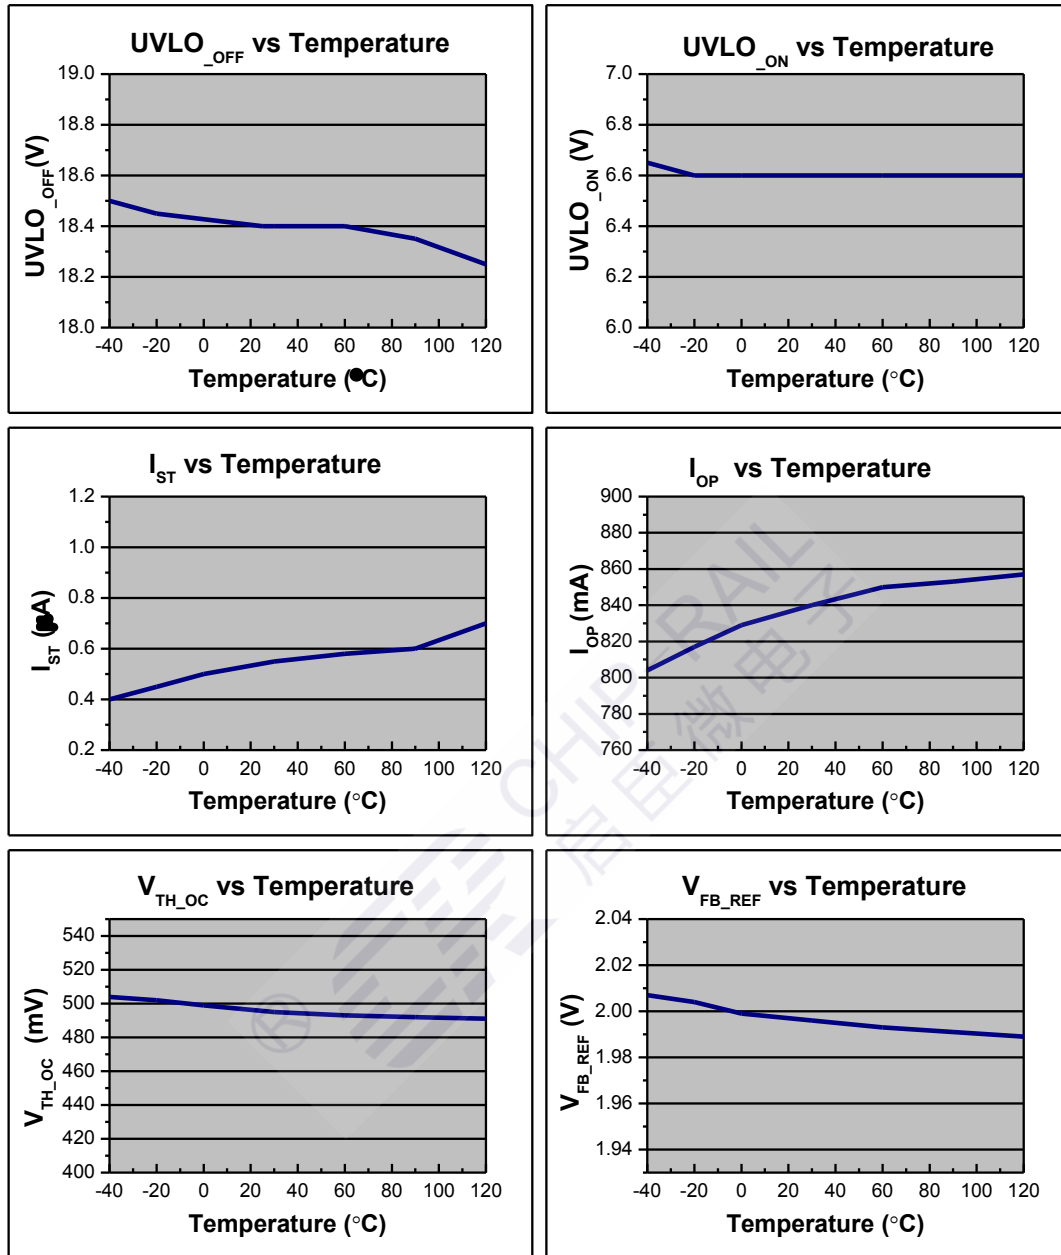 UVLO_OFF vs Temperature
UVLO_OFF(V)
19.0
18.8
18.6
18.4
18.2
18.0
-40 -20 0 20 40 60 80 100 120
Temperature (●C)
UVLO_ON vs Temperature
UVLO_ON (V)
7.0
6.8
6.6
6.4
6.2
6.0
-40 -20 0 20 40 60 80 100 120
Temperature (°C)
I_ST vs Temperature
I_ST (A)
1.2
1.0
0.8
0.6
0.4
0.2
-40 -20 0 20 40 60 80 100 120
Temperature (°C)
I_OP vs Temperature
I_OP (mA)
900
880
860
840
820
800
780
760
-40 -20 0 20 40 60 80 100 120
Temperature (°C)
V_TH_OC vs Temperature
V_TH_OC (mV)
540
520
500
480
460
440
420
400
-40 -20 0 20 40 60 80 100 120
Temperature (°C)
V_FB_REF vs Temperature
V_FB_REF (V)
2.04
2.02
2.00
1.98
1.96
1.94
-40 -20 0 20 40 60 80 100 120
Temperature (°C)
CHIP-RAIL
启臣微电子
®